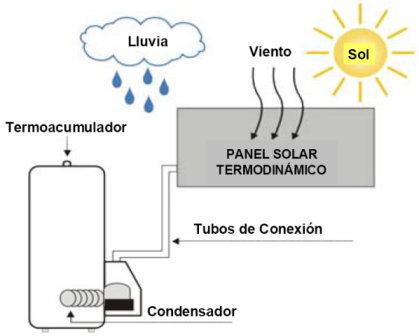 Lluvia
Viento
Sol
Termoacumulador
PANEL SOLAR
TERMODINÁMICO
Tubos de Conexión
Condensador